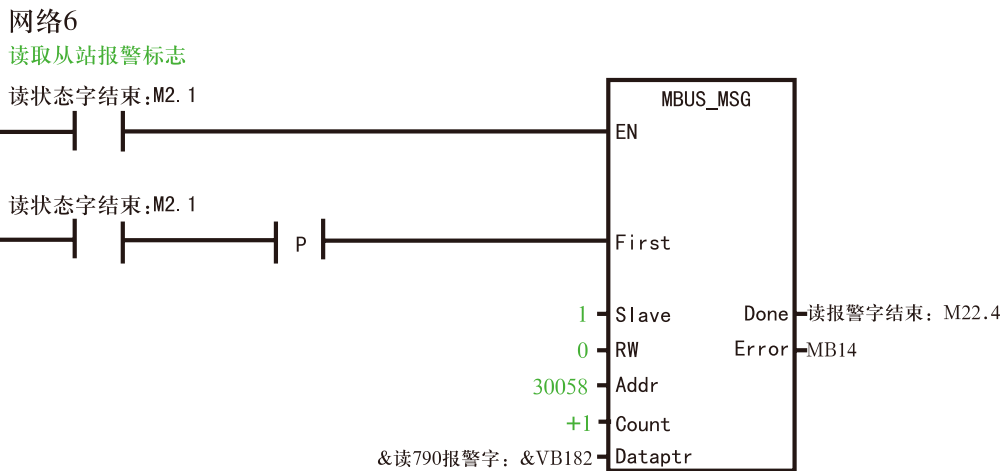 网络6
读取从站报警标志
读状态字结束:M2.1
MBUS_MSG
EN
读状态字结束:M2.1
P
First
1 Slave
Done 读报警字结束：M22.4
0 RW
Error MB14
30058 Addr
+1 Count
&读790报警字：&VB182 Dataptr